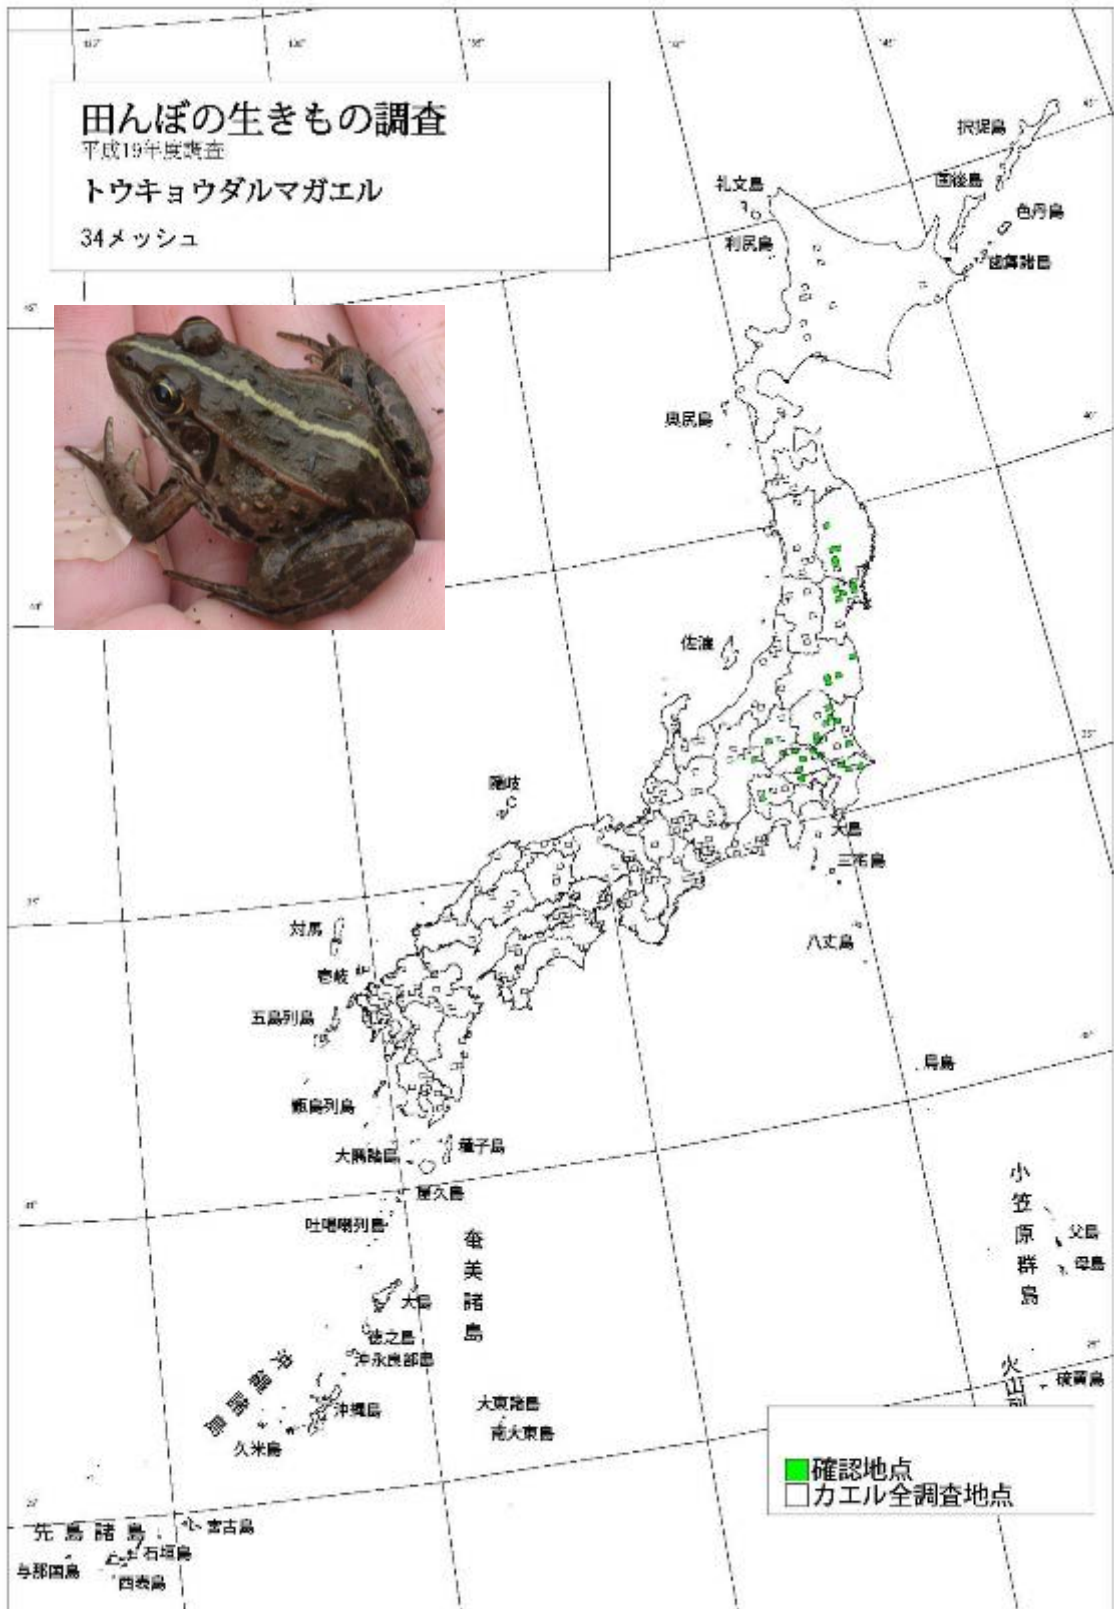 田んぼの生きもの調査
平成19年度調査
トウキョウダルマガエル
34メッシュ
択捉島
国後島
色丹島
歯舞諸島
礼文島
利尻島
奥尻島
佐渡
隠岐
大島
三宅島
八丈島
対馬
壱岐
五島列島
鳥島
甑島列島
種子島
大隅諸島
屋久島
吐噶喇列島
小笠原群島
父島
母島
奄美諸島
大島
徳之島
沖永良部島
沖縄諸島
沖縄島
久米島
大東諸島
南大東島
火山列
硫黄島
確認地点
カエル全調査地点
先島諸島
宮古島
石垣島
与那国島
西表島